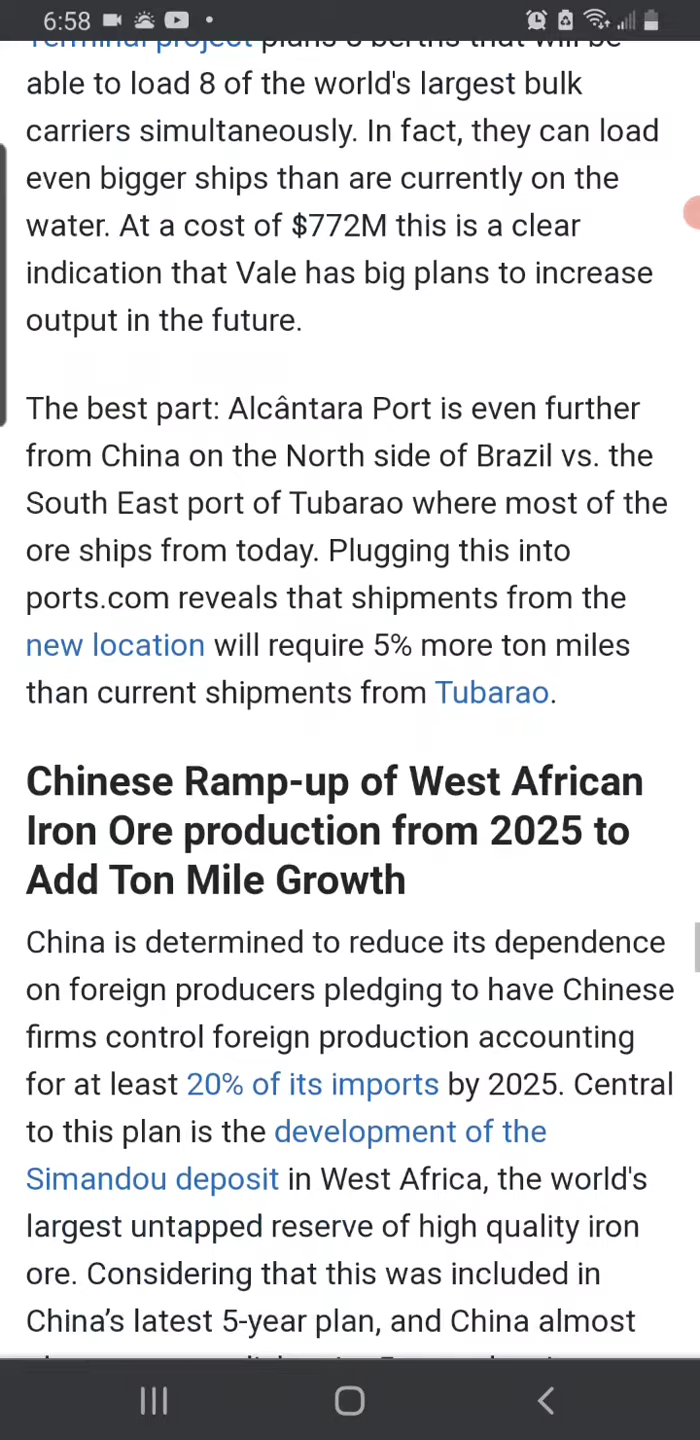 6:58
Terminal project plans 8 berths that will be
able to load 8 of the world's largest bulk
carriers simultaneously. In fact, they can load
even bigger ships than are currently on the
water. At a cost of $772M this is a clear
indication that Vale has big plans to increase
output in the future.
The best part: Alcântara Port is even further
from China on the North side of Brazil vs. the
South East port of Tubarao where most of the
ore ships from today. Plugging this into
ports.com reveals that shipments from the
new location will require 5% more ton miles
than current shipments from Tubarao.
Chinese Ramp-up of West African
Iron Ore production from 2025 to
Add Ton Mile Growth
China is determined to reduce its dependence
on foreign producers pledging to have Chinese
firms control foreign production accounting
for at least 20% of its imports by 2025. Central
to this plan is the development of the
Simandou deposit in West Africa, the world's
largest untapped reserve of high quality iron
ore. Considering that this was included in
China’s latest 5-year plan, and China almost